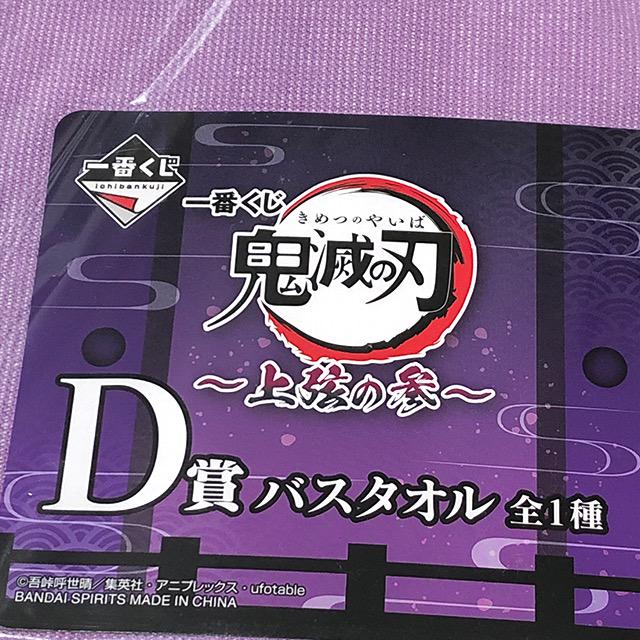 一番くじ
ichibankuji
一番くじ
きめつのやいば
鬼滅の刃
～上弦の参～
D賞 バスタオル 全1種
©吾峠呼世晴／集英社・アニプレックス・ufotable
BANDAI SPIRITS MADE IN CHINA